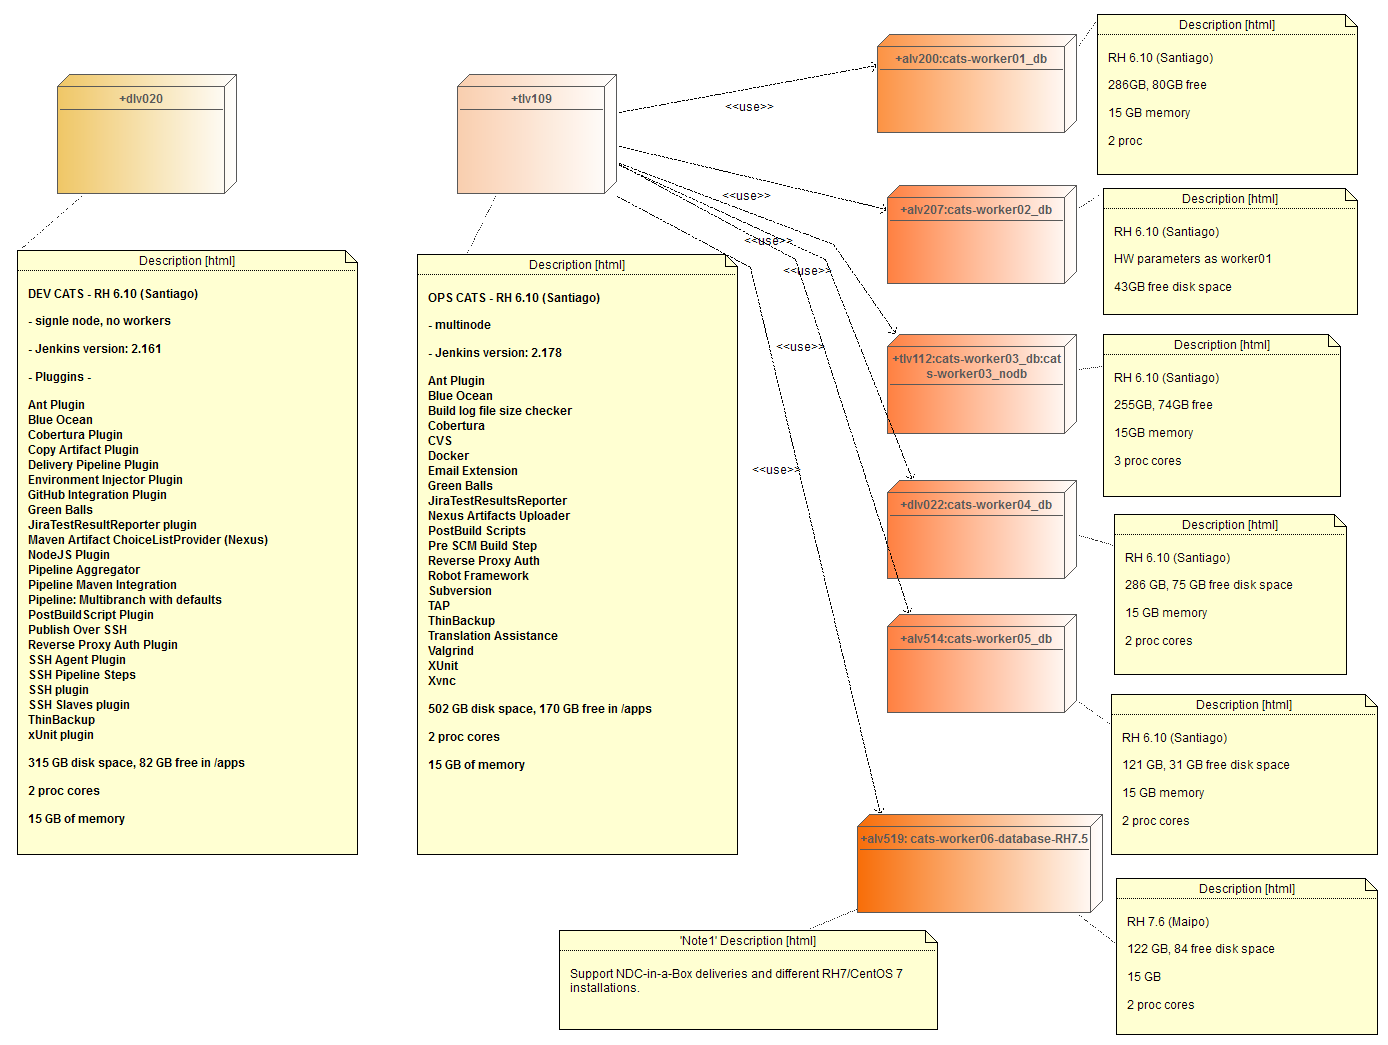 +dlv020
Description [html]
DEV CATS - RH 6.10 (Santiago)
- signle node, no workers
- Jenkins version: 2.161
- Pluggins -
Ant Plugin
Blue Ocean
Cobertura Plugin
Copy Artifact Plugin
Delivery Pipeline Plugin
Environment Injector Plugin
GitHub Integration Plugin
Green Balls
JiraTestResultReporter plugin
Maven Artifact ChoiceListProvider (Nexus)
NodeJS Plugin
Pipeline Aggregator
Pipeline Maven Integration
Pipeline: Multibranch with defaults
PostBuildScript Plugin
Publish Over SSH
Reverse Proxy Auth Plugin
SSH Agent Plugin
SSH Pipeline Steps
SSH plugin
SSH Slaves plugin
ThinBackup
xUnit plugin
315 GB disk space, 82 GB free in /apps
2 proc cores
15 GB of memory
+tlv109
Description [html]
OPS CATS - RH 6.10 (Santiago)
- multinode
- Jenkins version: 2.178
Ant Plugin
Blue Ocean
Build log file size checker
Cobertura
CVS
Docker
Email Extension
Green Balls
JiraTestResultsReporter
Nexus Artifacts Uploader
PostBuild Scripts
Pre SCM Build Step
Reverse Proxy Auth
Robot Framework
Subversion
TAP
ThinBackup
Translation Assistance
Valgrind
XUnit
Xvnc
502 GB disk space, 170 GB free in /apps
2 proc cores
15 GB of memory
<<use>>
<<use>>
<<use>>
<<use>>
<<use>>
<<use>>
+alv200:cats-worker01_db
Description [html]
RH 6.10 (Santiago)
286GB, 80GB free
15 GB memory
2 proc
+alv207:cats-worker02_db
Description [html]
RH 6.10 (Santiago)
HW parameters as worker01
43GB free disk space
+tlv112:cats-worker03_db:cat
s-worker03_nodb
Description [html]
RH 6.10 (Santiago)
255GB, 74GB free
15GB memory
3 proc cores
+dlv022:cats-worker04_db
Description [html]
RH 6.10 (Santiago)
286 GB, 75 GB free disk space
15 GB memory
2 proc cores
+alv514:cats-worker05_db
Description [html]
RH 6.10 (Santiago)
121 GB, 31 GB free disk space
15 GB memory
2 proc cores
+alv519: cats-worker06-database-RH7.5
Description [html]
RH 7.6 (Maipo)
122 GB, 84 free disk space
15 GB
2 proc cores
'Note1' Description [html]
Support NDC-in-a-Box deliveries and different RH7/CentOS 7
installations.